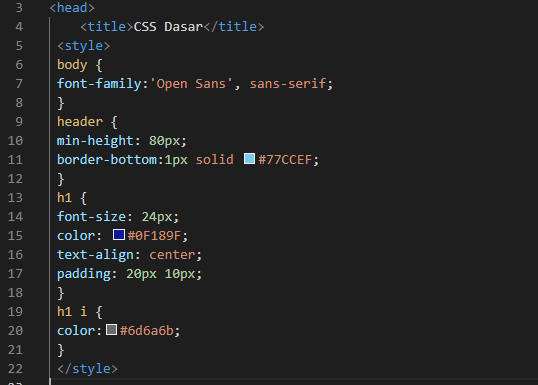 3 <head>
4 <title>CSS Dasar</title>
5 <style>
6 body {
7 font-family:'Open Sans', sans-serif;
8 }
9 header {
10 min-height: 80px;
11 border-bottom:1px solid #77CCEF;
12 }
13 h1 {
14 font-size: 24px;
15 color: #0F189F;
16 text-align: center;
17 padding: 20px 10px;
18 }
19 h1 i {
20 color:#6d6a6b;
21 }
22 </style>